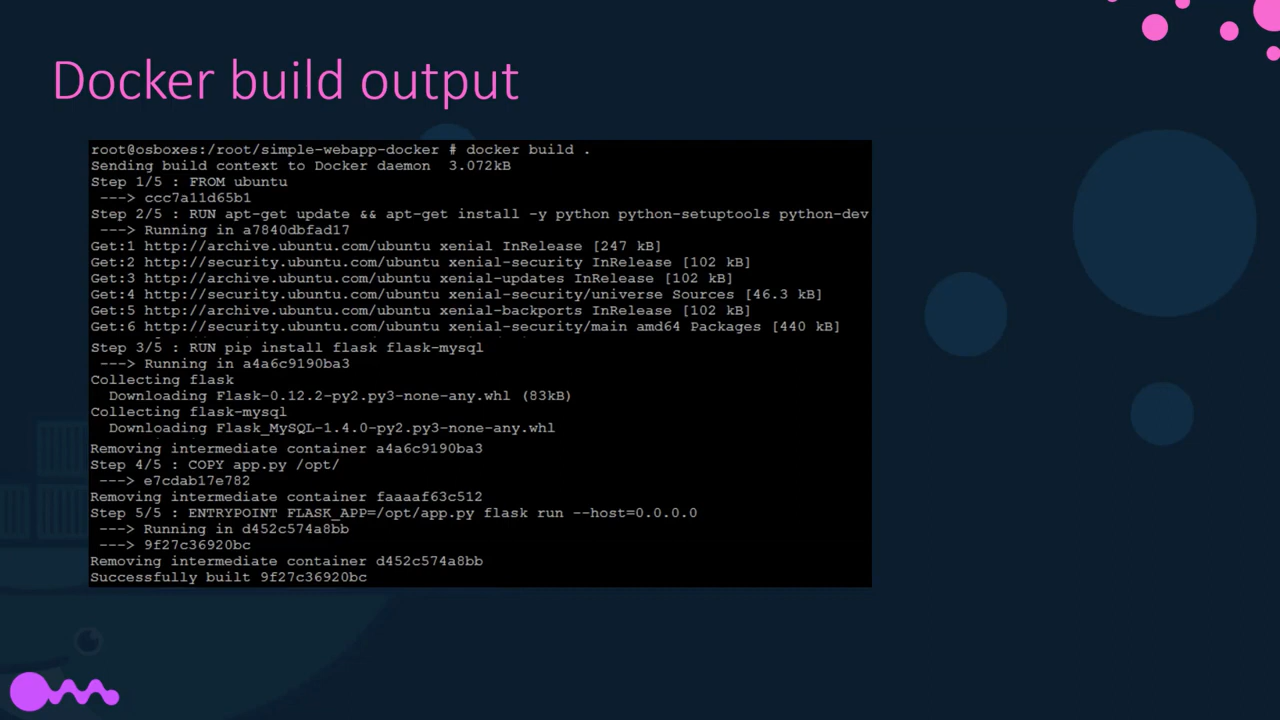 Docker build output
root@osboxes:/root/simple-webapp-docker # docker build .
Sending build context to Docker daemon  3.072kB
Step 1/5 : FROM ubuntu
 ---> ccc7a11d65b1
Step 2/5 : RUN apt-get update && apt-get install -y python python-setuptools python-dev
 ---> Running in a7840dbfad17
Get:1 http://archive.ubuntu.com/ubuntu xenial InRelease [247 kB]
Get:2 http://security.ubuntu.com/ubuntu xenial-security InRelease [102 kB]
Get:3 http://archive.ubuntu.com/ubuntu xenial-updates InRelease [102 kB]
Get:4 http://security.ubuntu.com/ubuntu xenial-security/universe Sources [46.3 kB]
Get:5 http://archive.ubuntu.com/ubuntu xenial-backports InRelease [102 kB]
Get:6 http://security.ubuntu.com/ubuntu xenial-security/main amd64 Packages [440 kB]
Step 3/5 : RUN pip install flask flask-mysql
 ---> Running in a4a6c9190ba3
Collecting flask
  Downloading Flask-0.12.2-py2.py3-none-any.whl (83kB)
Collecting flask-mysql
  Downloading Flask_MySQL-1.4.0-py2.py3-none-any.whl
Removing intermediate container a4a6c9190ba3
Step 4/5 : COPY app.py /opt/
 ---> e7cdab17e782
Removing intermediate container faaaaf63c512
Step 5/5 : ENTRYPOINT FLASK_APP=/opt/app.py flask run --host=0.0.0.0
 ---> Running in d452c574a8bb
 ---> 9f27c36920bc
Removing intermediate container d452c574a8bb
Successfully built 9f27c36920bc